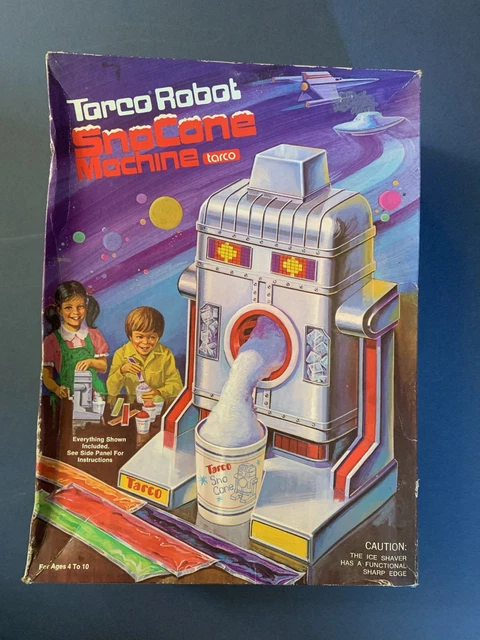 Tarco Robot
SnoCone
Machine tarco
Everything Shown
Included.
See Side Panel For
Instructions
Tarco
Tarco
Sno
Cone
For Ages 4 To 10
CAUTION:
THE ICE SHAVER
HAS A FUNCTIONAL
SHARP EDGE